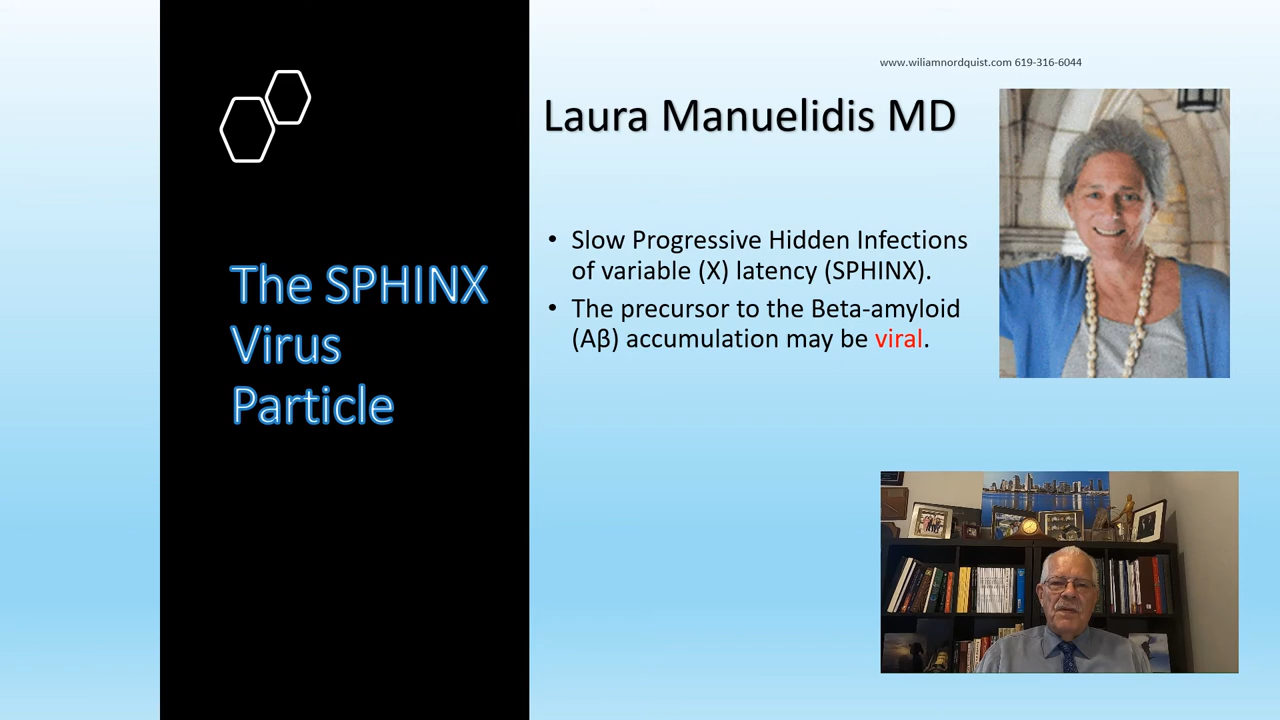 www.wiliamnordquist.com 619-316-6044
Laura Manuelidis MD
The SPHINX
Virus
Particle
• Slow Progressive Hidden Infections
of variable (X) latency (SPHINX).
• The precursor to the Beta-amyloid
(Aβ) accumulation may be viral.